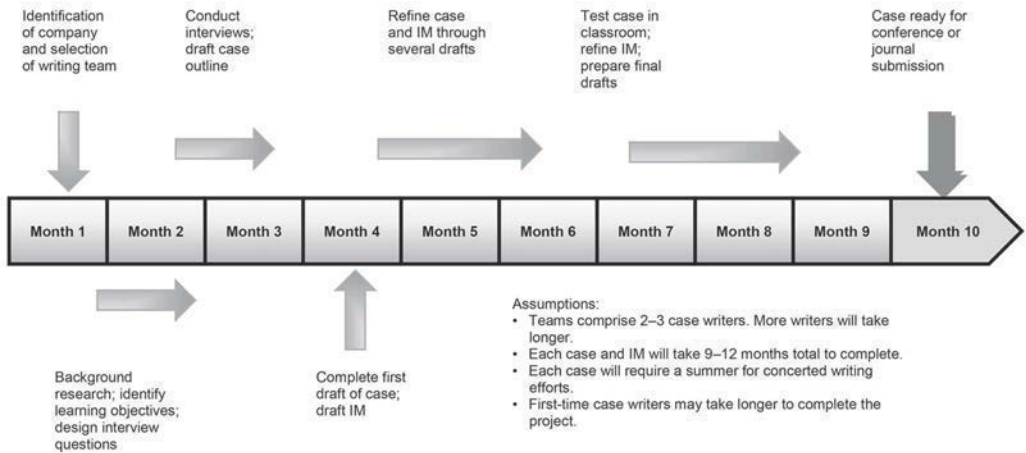 Identification
of company
and selection
of writing team
Conduct
interviews;
draft case
outline
Refine case
and IM through
several drafts
Test case in
classroom;
refine IM;
prepare final
drafts
Case ready for
conference or
journal
submission
Month 1
Month 2
Month 3
Month 4
Month 5
Month 6
Month 7
Month 8
Month 9
Month 10
Background
research; identify
learning objectives;
design interview
questions
Complete first
draft of case;
draft IM
Assumptions:
• Teams comprise 2–3 case writers. More writers will take
longer.
• Each case and IM will take 9–12 months total to complete.
• Each case will require a summer for concerted writing
efforts.
• First-time case writers may take longer to complete the
project.